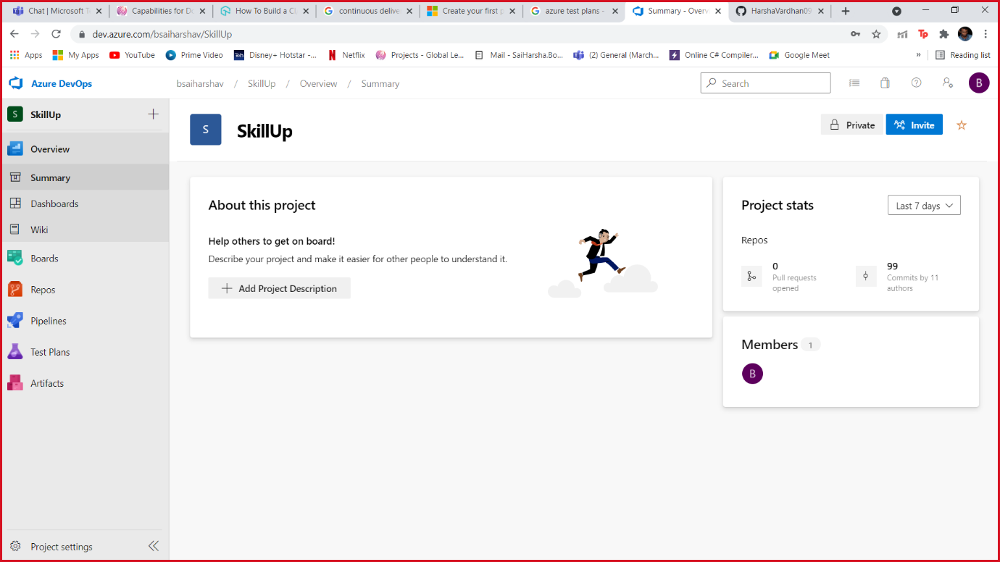 Chat | Microsoft T
Capabilities for De
How To Build a CI
continuous delive
Create your first p
azure test plans -
Summary - Overv
HarshaVardhan09
dev.azure.com/bsaiharshav/SkillUp
Tp
Apps
My Apps
YouTube
Prime Video
Disney+ Hotstar -...
Netflix
Projects - Global Le...
Mail - SaiHarsha.Bo...
(2) General (March...
Online C# Compiler...
Google Meet
»
Reading list
Azure DevOps
bsaiharshav / SkillUp / Overview / Summary
Search
B
S SkillUp
Overview
Summary
Dashboards
Wiki
Boards
Repos
Pipelines
Test Plans
Artifacts
Project settings
S SkillUp
Private
Invite
About this project
Help others to get on board!
Describe your project and make it easier for other people to understand it.
Add Project Description
Project stats
Last 7 days
Repos
0
Pull requests
opened
99
Commits by 11
authors
Members 1
B